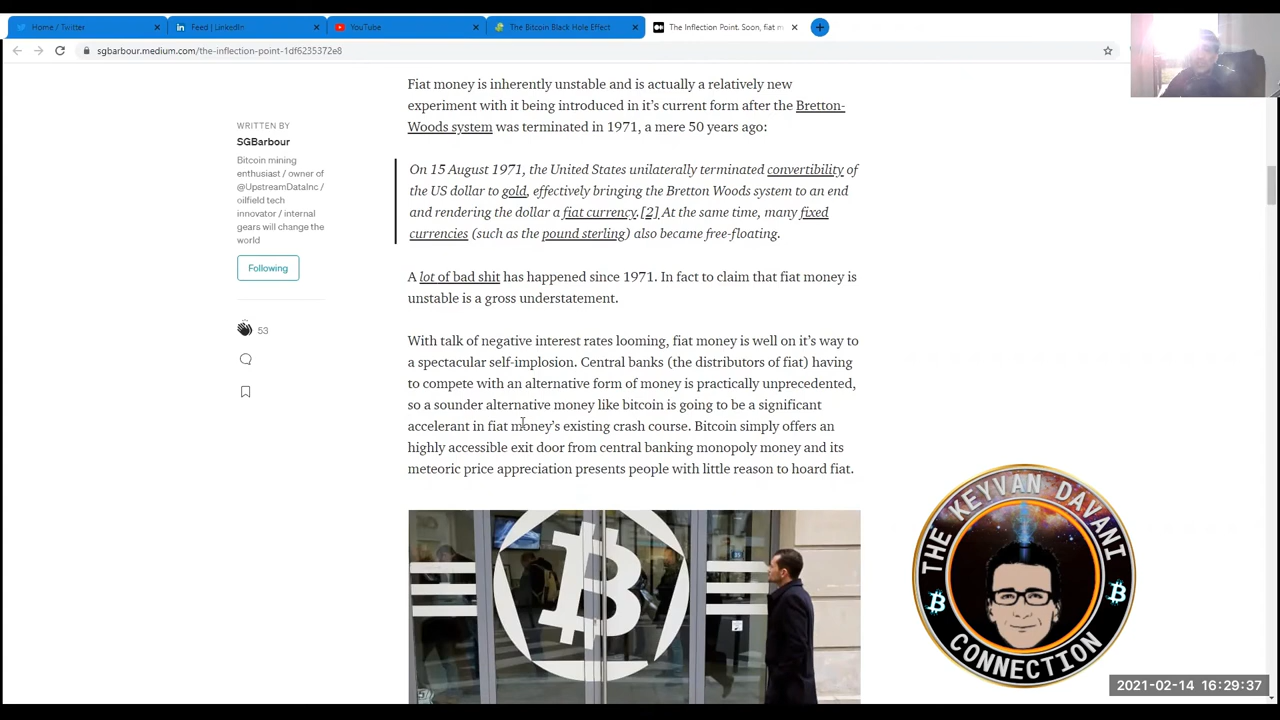 Home / Twitter
Feed | LinkedIn
YouTube
The Bitcoin Black Hole Effect
The Inflection Point. Soon, fiat m
sgbarbour.medium.com/the-inflection-point-1df6235372e8
Fiat money is inherently unstable and is actually a relatively new
experiment with it being introduced in it's current form after the Bretton-
Woods system was terminated in 1971, a mere 50 years ago:
WRITTEN BY
SGBarbour
Bitcoin mining
enthusiast / owner of
@UpstreamDataInc /
oilfield tech
innovator / internal
gears will change the
world
Following
53
On 15 August 1971, the United States unilaterally terminated convertibility of
the US dollar to gold, effectively bringing the Bretton Woods system to an end
and rendering the dollar a fiat currency.[2] At the same time, many fixed
currencies (such as the pound sterling) also became free-floating.
A lot of bad shit has happened since 1971. In fact to claim that fiat money is
unstable is a gross understatement.
With talk of negative interest rates looming, fiat money is well on it's way to
a spectacular self-implosion. Central banks (the distributors of fiat) having
to compete with an alternative form of money is practically unprecedented,
so a sounder alternative money like bitcoin is going to be a significant
accelerant in fiat money's existing crash course. Bitcoin simply offers an
highly accessible exit door from central banking monopoly money and its
meteoric price appreciation presents people with little reason to hoard fiat.
THE KEYVAN DAVANI
CONNECTION
2021-02-14 16:29:37